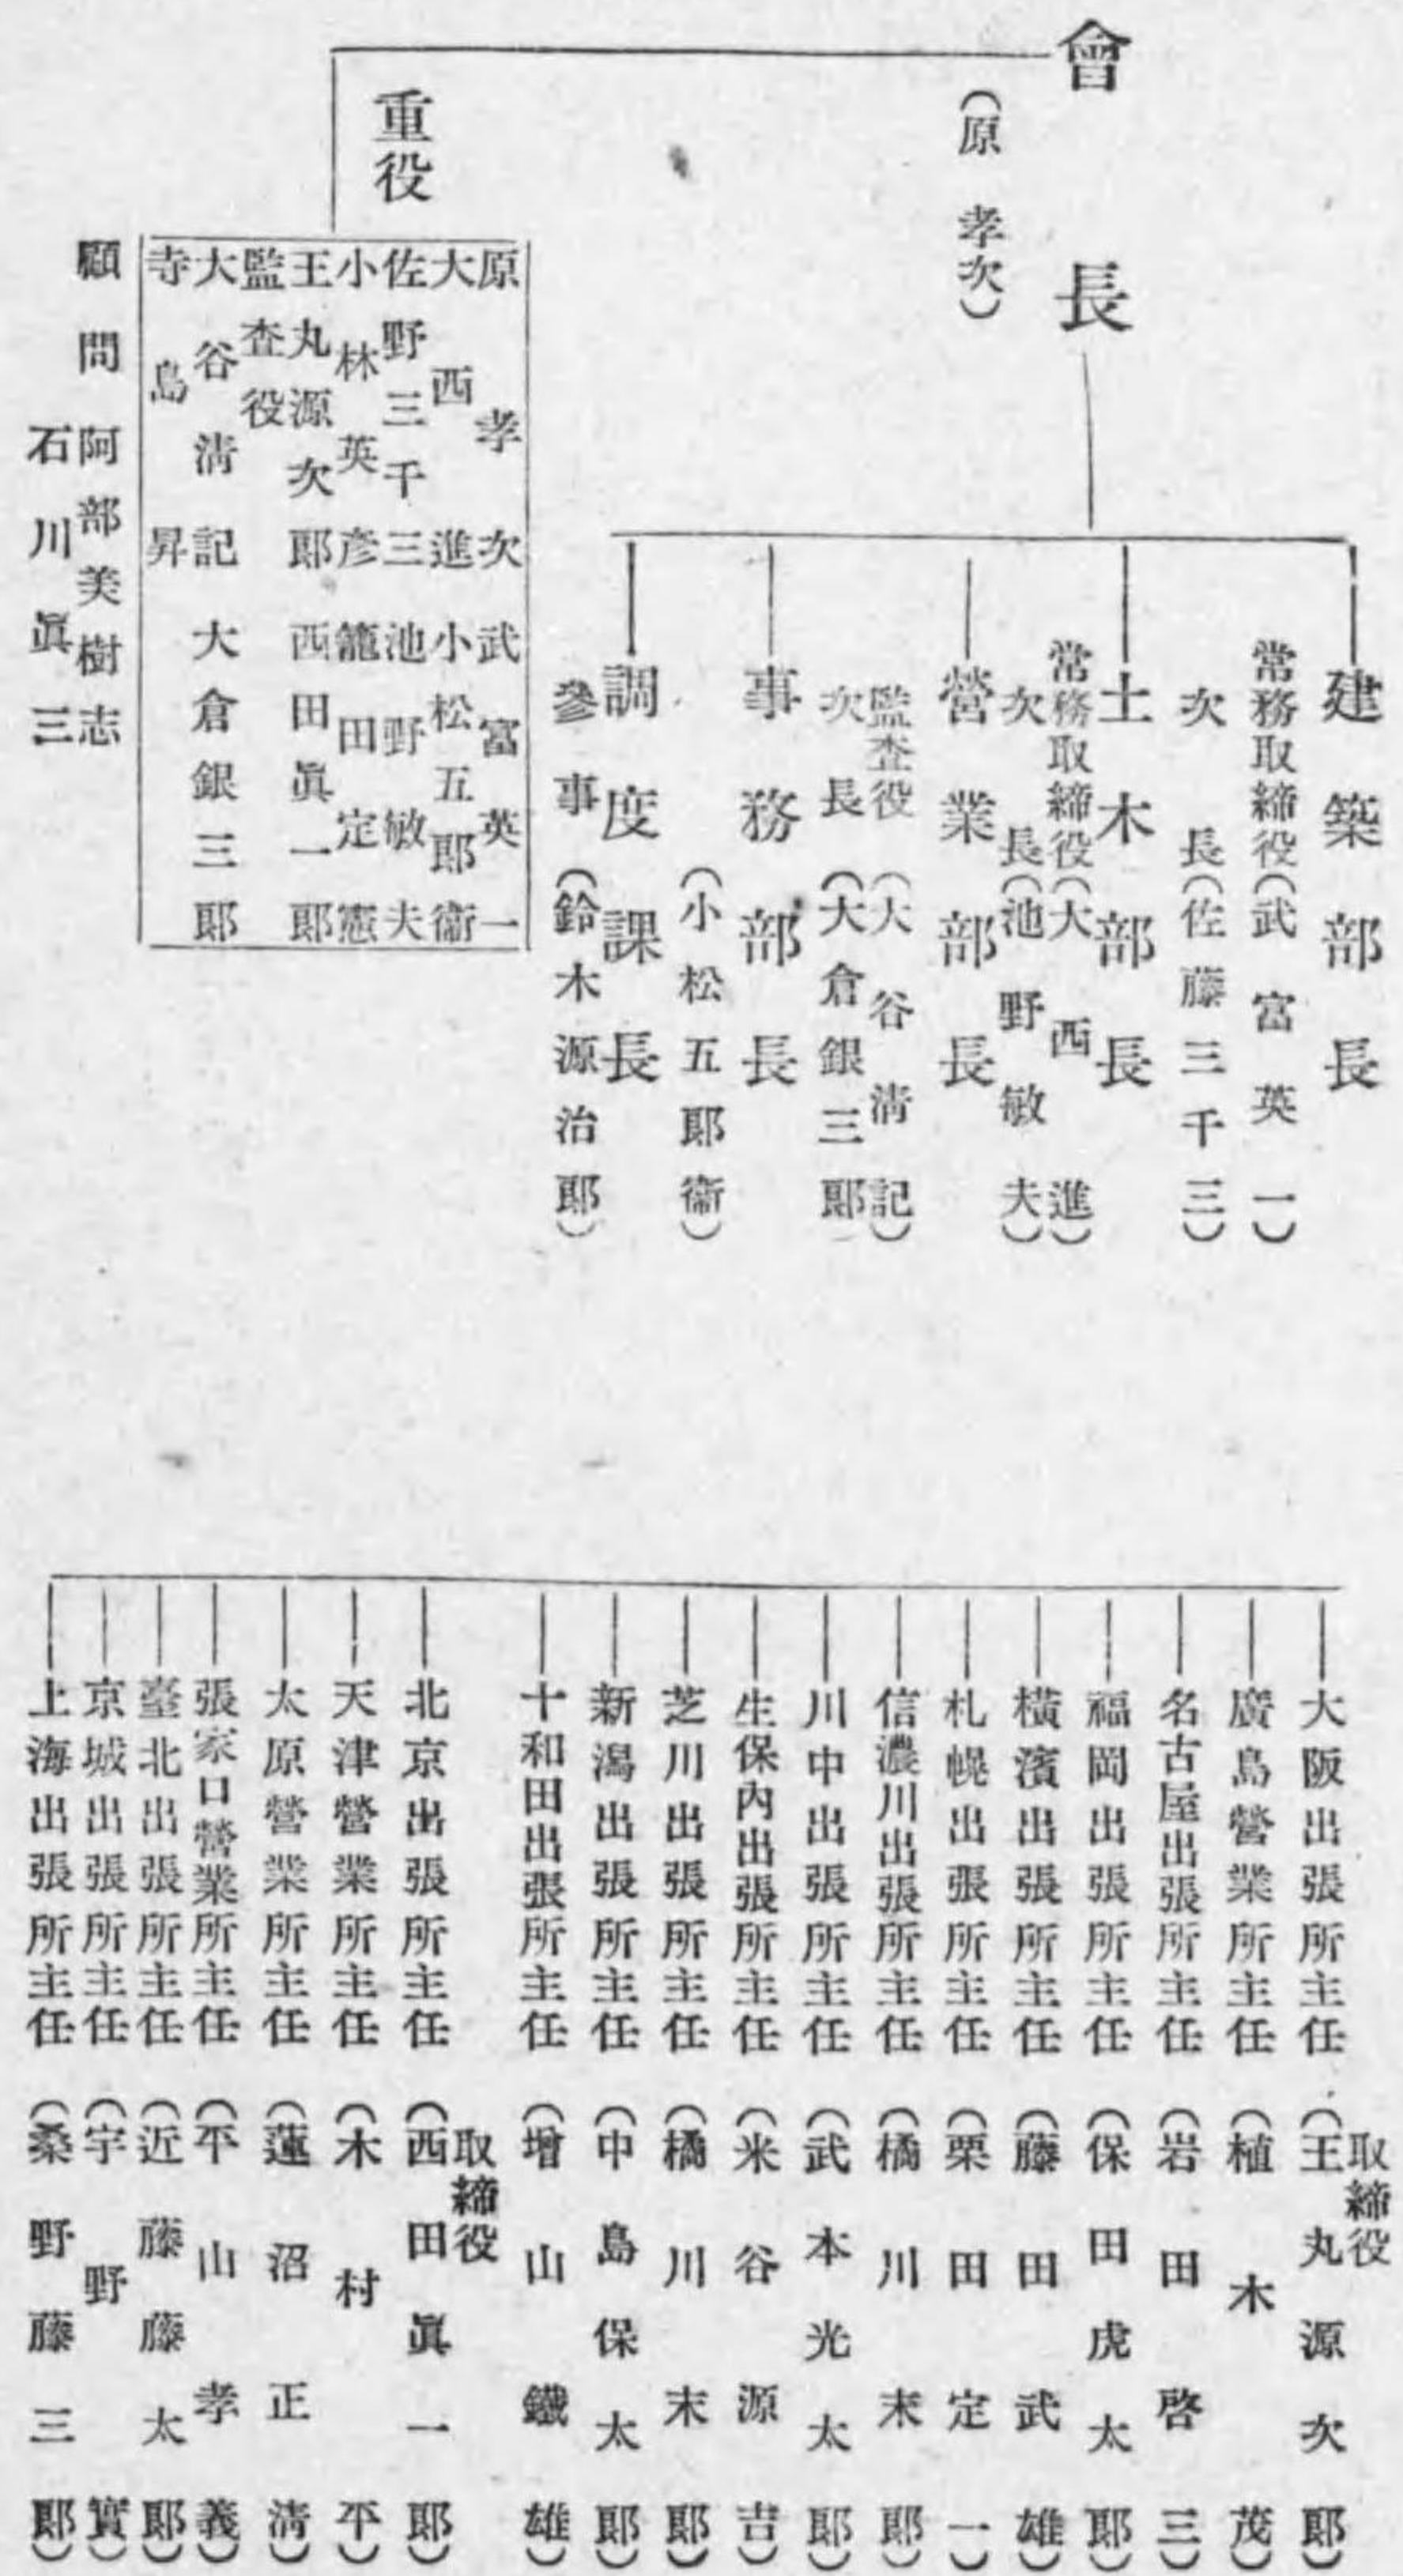 會長
(原孝次)
建築部長
常務取締役(武富英一)
次長(佐藤三千三)
土木部長
常務取締役(大西進)
次長(池野敏夫)
營業部長
監査役(大谷清記)
次長(大倉銀三郎)
事務部長
(小松五郎衞)
調度課長
參事(鈴木源治郎)
重役
原孝次 武富英一
大西進 小松五郎衞
佐野三千三 池野敏夫
小林英彥 籠田定憲
王丸源次郎 西田眞一郎
監査役
大谷清記 大倉銀三郎
寺島昇
顧問 阿部美樹志
石川眞三
大阪出張所主任 取締役(王丸源次郎)
廣島營業所主任(植木茂)
名古屋出張所主任(岩田啓三)
福岡出張所主任(保田虎太郎)
橫濱出張所主任(藤田武雄)
札幌出張所主任(栗田定一)
信濃川出張所主任(橘川末郎)
川中出張所主任(武本光太郎)
生保內出張所主任(米谷源吉)
芝川出張所主任(橘川末郎)
新潟出張所主任(中島保太郎)
十和田出張所主任(增山鐵雄)
北京出張所主任 取締役(西田眞一郎)
天津營業所主任(木村平)
太原營業所主任(蓮沼正清)
張家口營業所主任(平山孝義)
臺北出張所主任(近藤藤太郎)
京城出張所主任(宇野實)
上海出張所主任(桑野藤三郎)